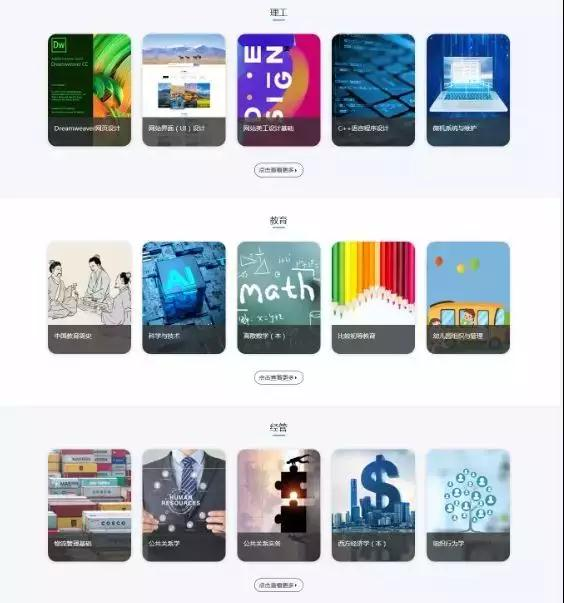 理工
Dw
Dreamweaver CC
DE
SIGN
Dreamweaver网页设计
网站界面（UI）设计
网站美工设计基础
C++语言程序设计
微机系统与维护
点击查看更多
教育
AI
math
中国教育简史
科学与技术
离散数学（本）
比较初等教育
幼儿园组织与管理
点击查看更多
经管
HUMAN
RESOURCES
COSCO
物流管理基础
公共关系学
公共关系实务
西方经济学（本）
组织行为学
点击查看更多